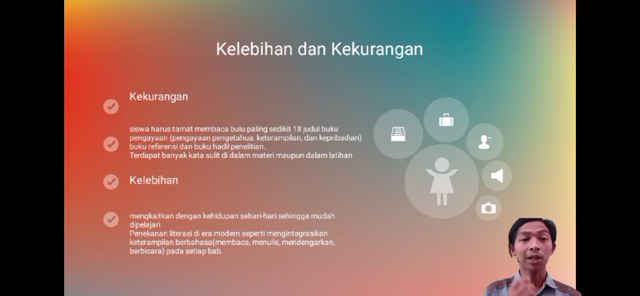 Kelebihan dan Kekurangan
Kekurangan
siswa harus tamat membaca bulu paling sedikit 18 judul buku
pengayaan (pengayaan pengetahua, keterampilan, dan kepribadian)
buku referensi dan buku hadil penelitian.
Terdapat banyak kata sulit di dalam materi maupun dalam latihan
Kelebihan
mengkaitkan dengan kehidupan sehari-hari sehingga mudah
dipelajari
Penekanan literasi di era modern seperti mengintegrasikan
keterampilan berbahasa(membaca, menulis, mendengarkan,
berbicara) pada setiap bab.